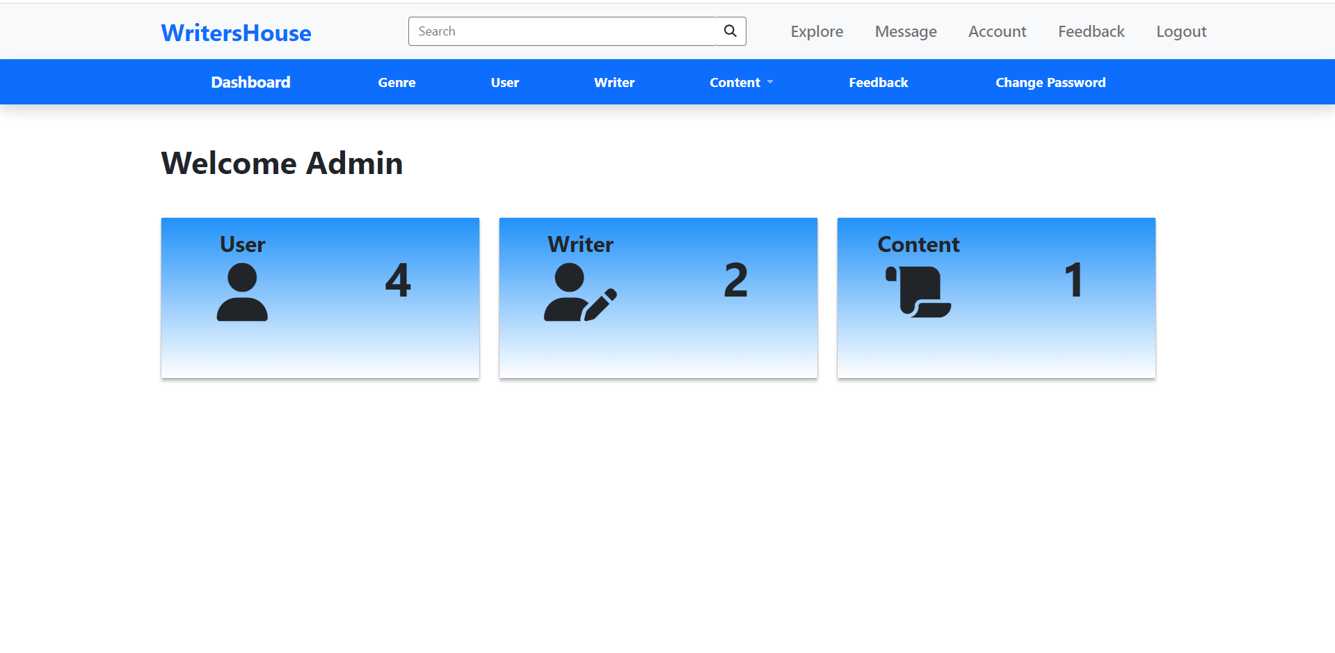 WritersHouse Search Explore Message Account Feedback Logout
Dashboard Genre User Writer Content Feedback Change Password
Welcome Admin
User
4
Writer
2
Content
1